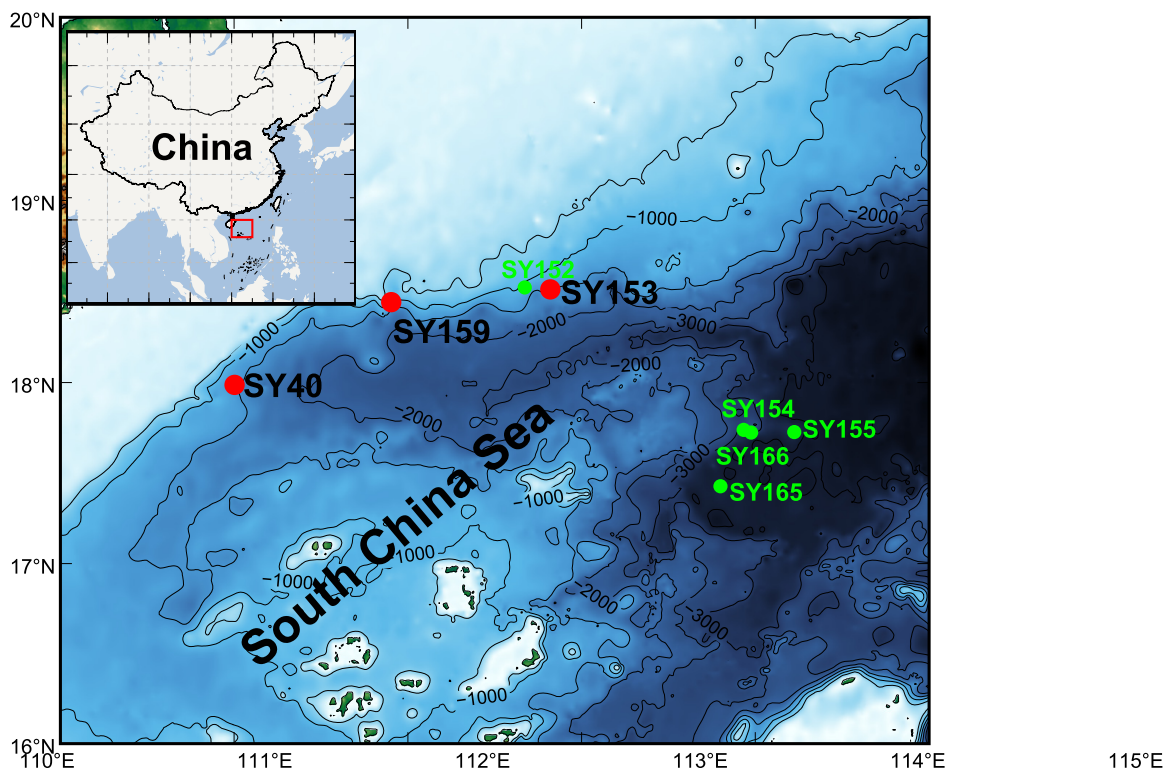 20°N
China
19°N
−1000
−2000
SY152
SY153
SY159
−2000
−3000
−1000
−2000
18°N
SY40
−2000
SY154
SY155
SY166
−3000
SY165
−1000
South China Sea
−1000
17°N
−1000
−2000
−3000
−1000
16°N
110°E
111°E
112°E
113°E
114°E
115°E